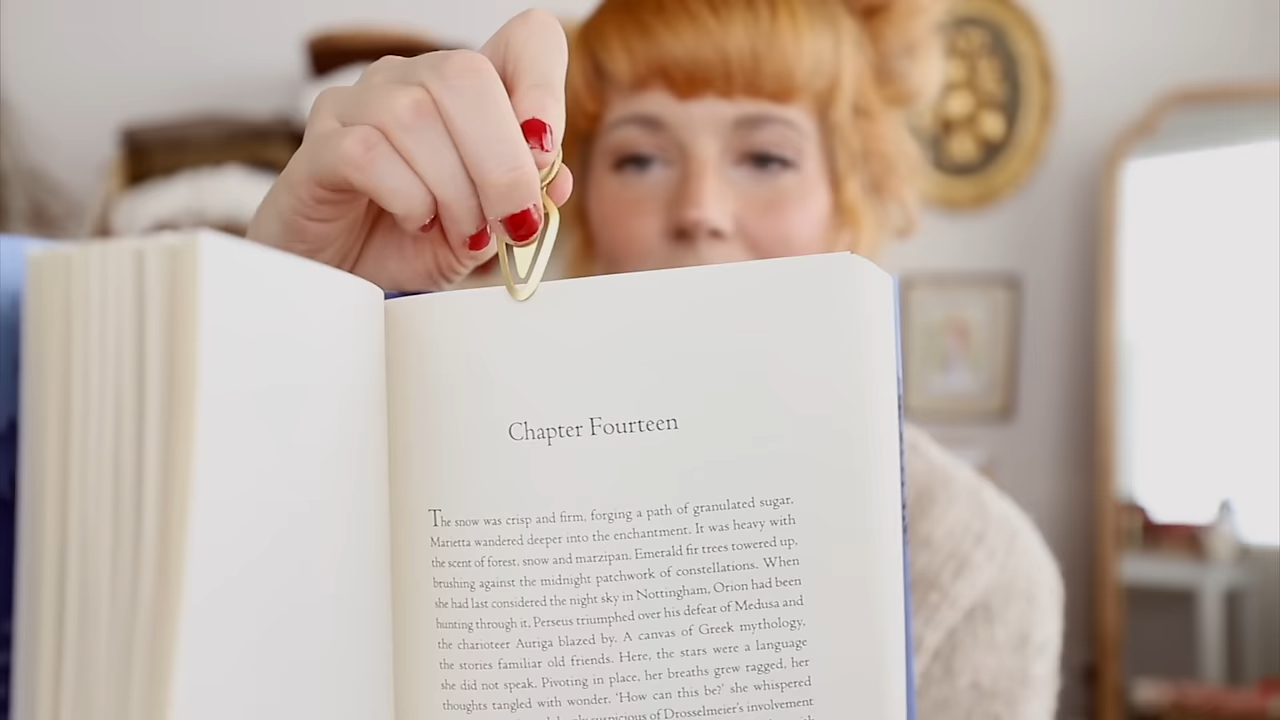 Chapter Fourteen
The snow was crisp and firm, forging a path of granulated sugar.
Marietta wandered deeper into the enchantment. It was heavy with
the scent of forest, snow and marzipan. Emerald fir trees towered up,
brushing against the midnight patchwork of constellations. When
she had last considered the night sky in Nottingham, Orion had been
hunting through it, Perseus triumphed over his defeat of Medusa and
the charioteer Auriga blazed by. A canvas of Greek mythology,
the stories familiar old friends. Here, the stars were a language
she did not speak. Pivoting in place, her breaths grew ragged, her
thoughts tangled with wonder. 'How can this be?' she whispered
suspicious of Drosselmeier's involvement